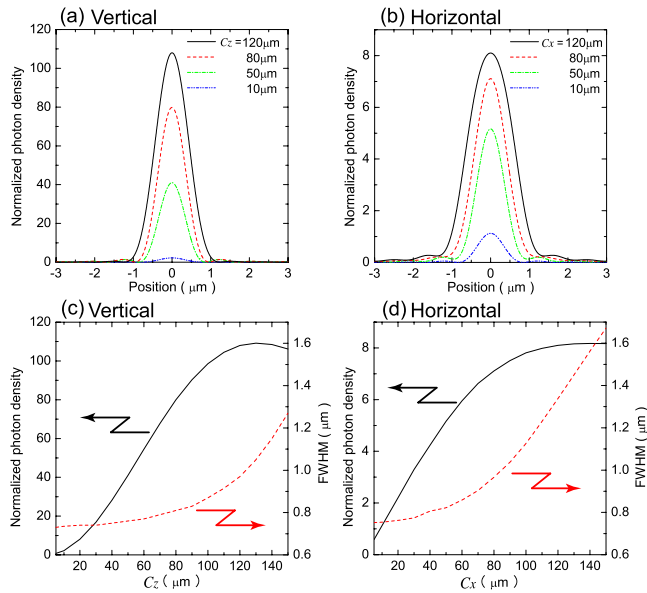 (a) Vertical
Normalized photon density
120
100
80
60
40
20
0
Cz = 120μm
80μm
50μm
10μm
-3 -2 -1 0 1 2 3
Position ( μm)
(b) Horizontal
Normalized photon density
8
6
4
2
0
Cx = 120μm
80μm
50μm
10μm
-3 -2 -1 0 1 2 3
Position ( μm)
(c) Vertical
Normalized photon density
120
100
80
60
40
20
0
1.6
1.4
1.2
1.0
0.8
0.6
FWHM ( μm)
20 40 60 80 100 120 140
Cz ( μm)
(d) Horizontal
Normalized photon density
8
6
4
2
0
1.6
1.4
1.2
1.0
0.8
0.6
FWHM ( μm)
20 40 60 80 100 120 140
Cx ( μm)